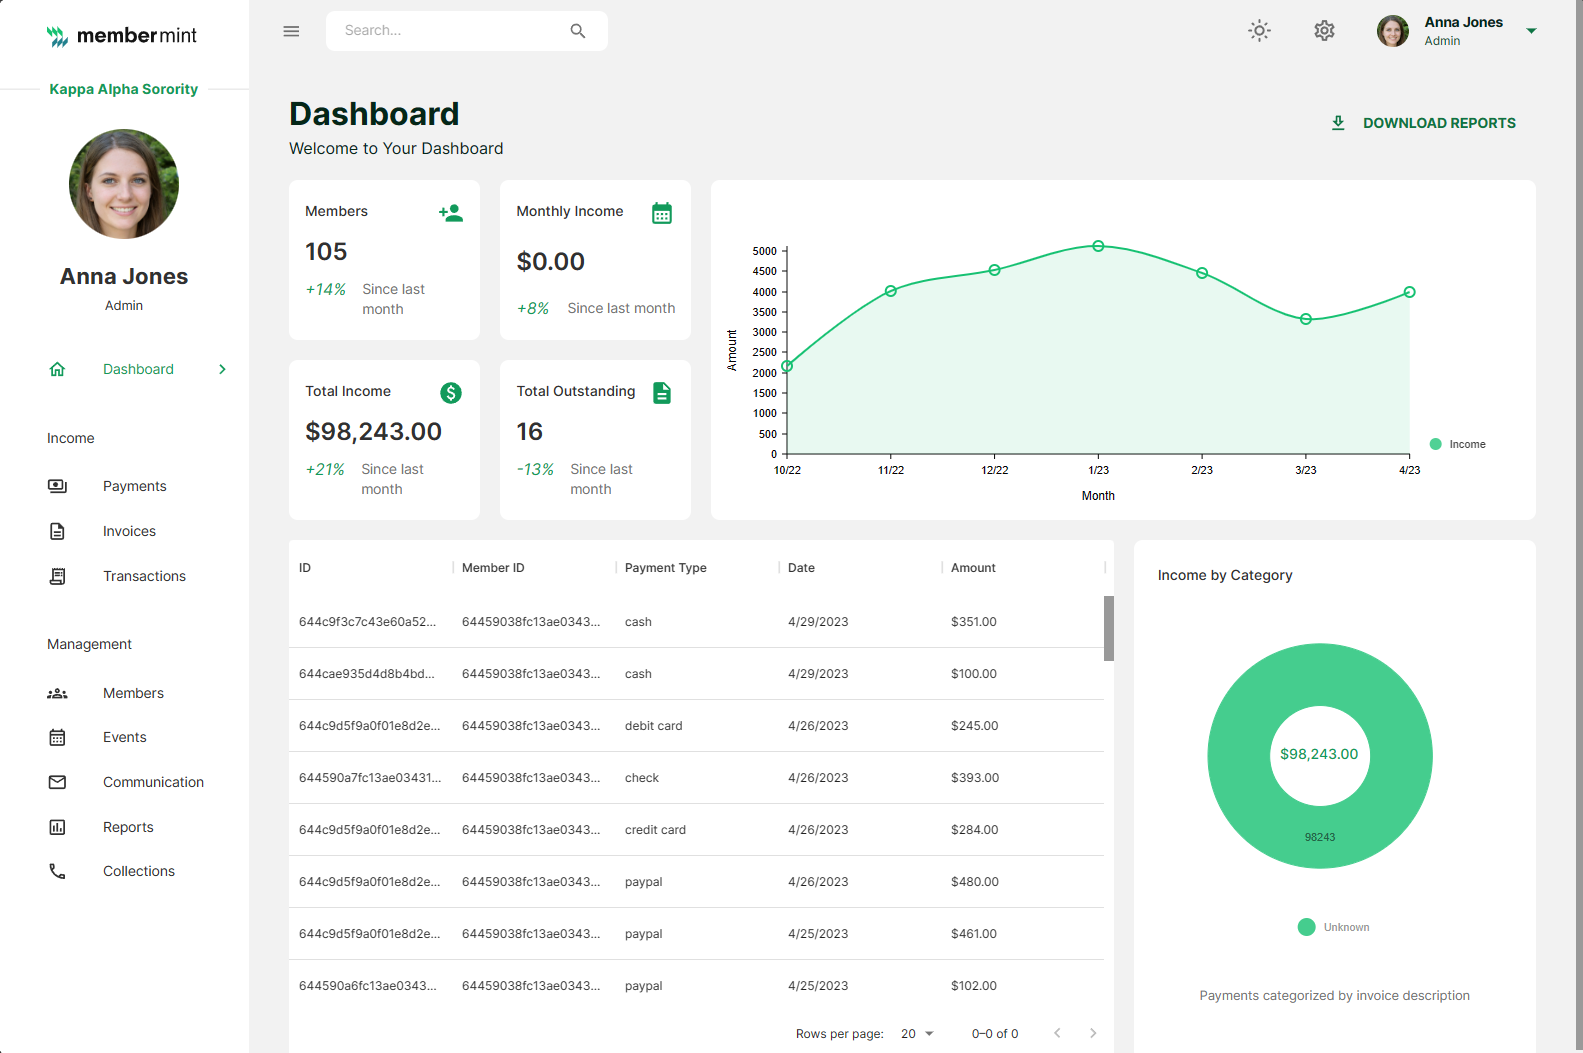 membermint
Kappa Alpha Sorority
Anna Jones
Admin
Dashboard
Income
Payments
Invoices
Transactions
Management
Members
Events
Communication
Reports
Collections
Search...
Anna Jones
Admin
Dashboard
Welcome to Your Dashboard
DOWNLOAD REPORTS
Members
105
+14% Since last
month
Monthly Income
$0.00
+8% Since last month
Total Income
$98,243.00
+21% Since last
month
Total Outstanding
16
-13% Since last
month
Amount
5000
4500
4000
3500
3000
2500
2000
1500
1000
500
0
10/22 11/22 12/22 1/23 2/23 3/23 4/23
Month
Income
ID Member ID Payment Type Date Amount
644c9f3c7c43e60a52... 64459038fc13ae0343... cash 4/29/2023 $351.00
644cae935d4d8b4bd... 64459038fc13ae0343... cash 4/29/2023 $100.00
644c9d5f9a0f01e8d2e... 64459038fc13ae0343... debit card 4/26/2023 $245.00
644590a7fc13ae03431... 64459038fc13ae0343... check 4/26/2023 $393.00
644c9d5f9a0f01e8d2e... 64459038fc13ae0343... credit card 4/26/2023 $284.00
644c9d5f9a0f01e8d2e... 64459038fc13ae0343... paypal 4/26/2023 $480.00
644c9d5f9a0f01e8d2e... 64459038fc13ae0343... paypal 4/25/2023 $461.00
644590a6fc13ae0343... 64459038fc13ae0343... paypal 4/25/2023 $102.00
Rows per page: 20 0–0 of 0
Income by Category
$98,243.00
98243
Unknown
Payments categorized by invoice description